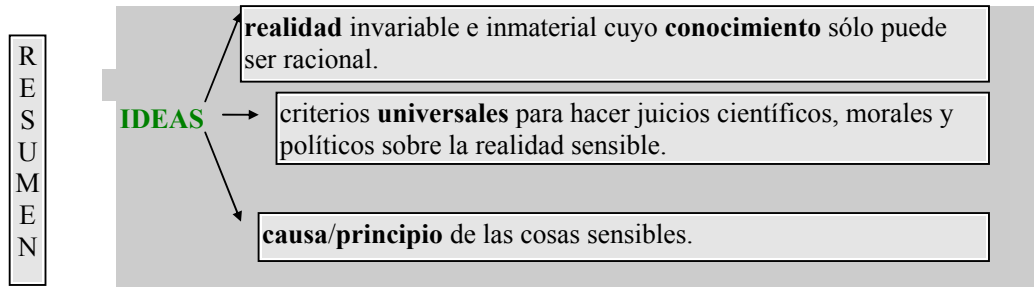 RESUMEN
IDEAS
realidad invariable e inmaterial cuyo conocimiento sólo puede
ser racional.
criterios universales para hacer juicios científicos, morales y
políticos sobre la realidad sensible.
causa/principio de las cosas sensibles.